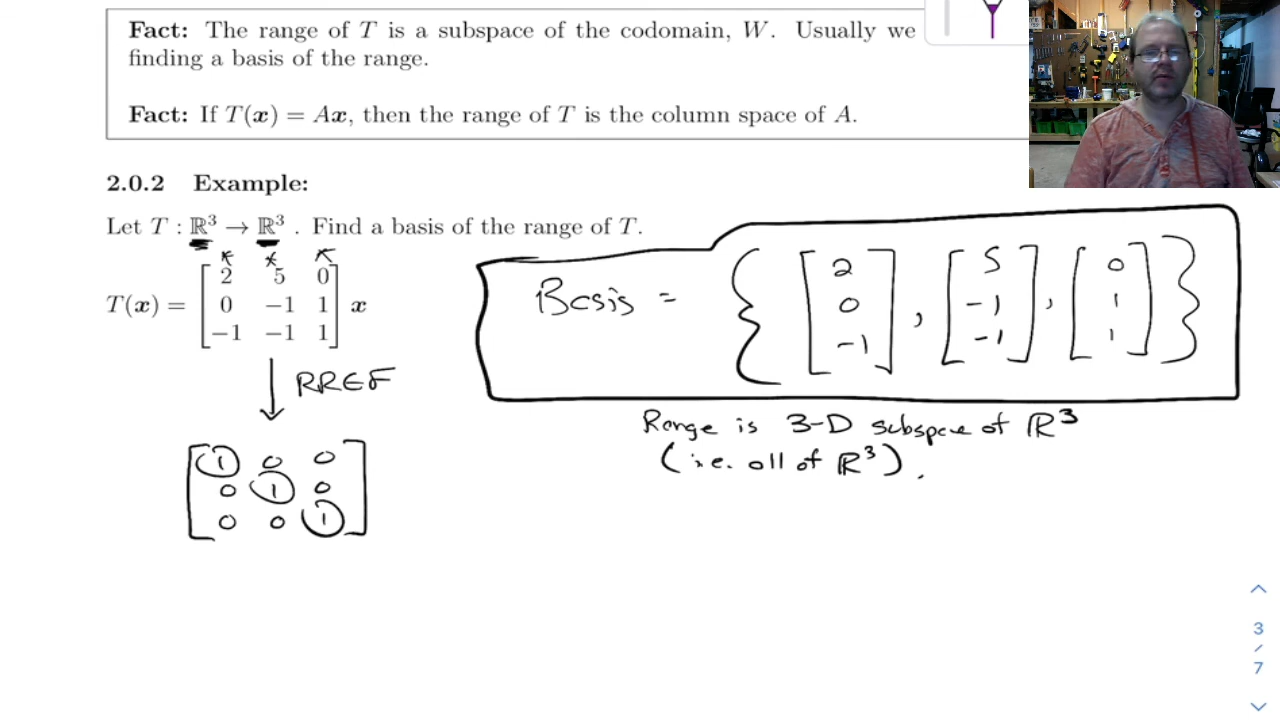 Fact: The range of T is a subspace of the codomain, W. Usually we
finding a basis of the range.
Fact: If T(x) = Ax, then the range of T is the column space of A.
2.0.2 Example:
Let T : ℝ³ → ℝ³ . Find a basis of the range of T.
* * *
2 5 0
T(x) = 0 −1 1 x
−1 −1 1
RREF
1 0 0
0 1 0
0 0 1
Basis = { [2 0 -1] , [5 -1 -1] , [0 1 1] }
Range is 3-D subspace of ℝ³
(i.e. all of ℝ³).
3
/
7